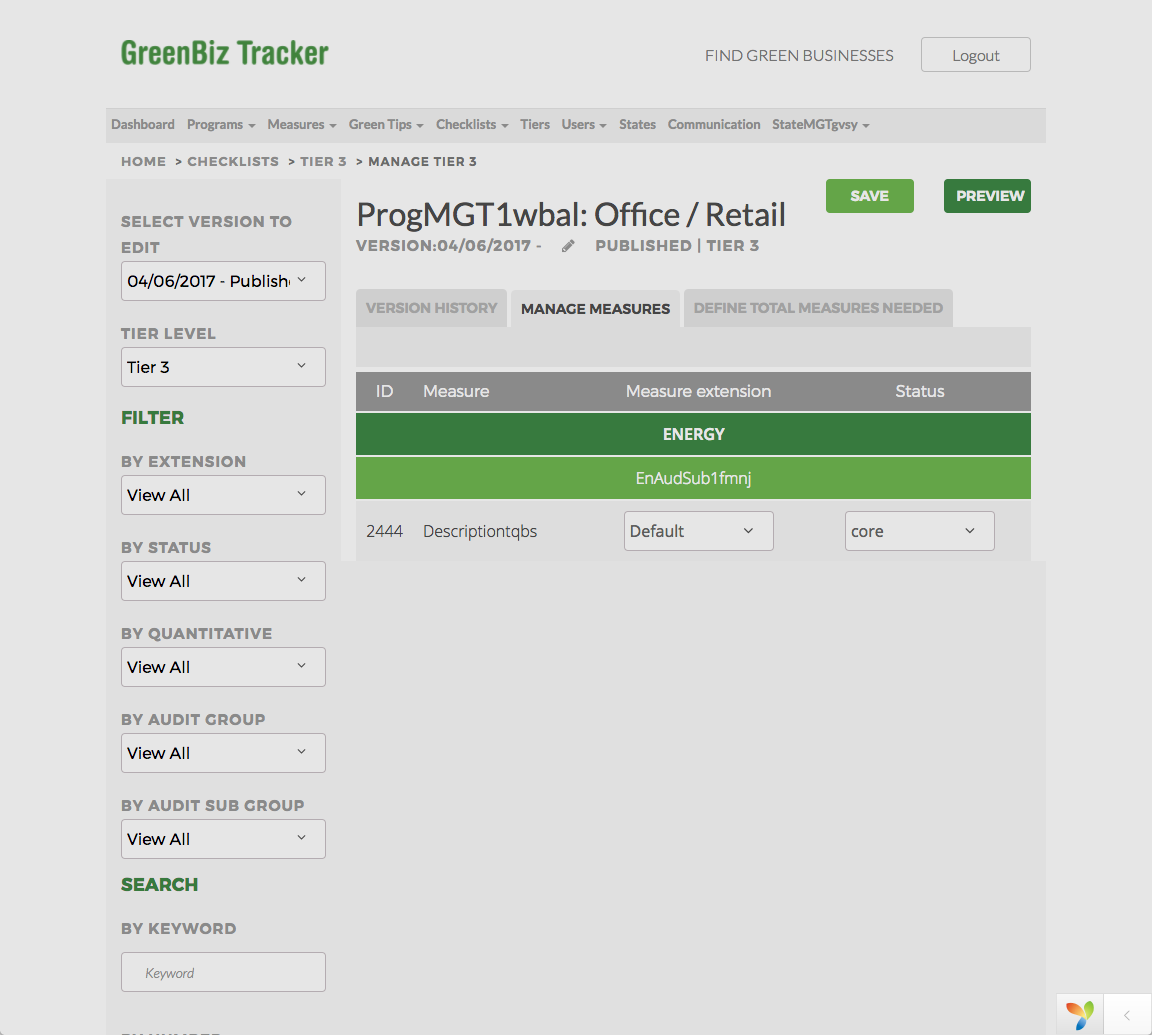 GreenBiz Tracker
FIND GREEN BUSINESSES
Logout
Dashboard Programs Measures Green Tips Checklists Tiers Users States Communication StateMGTgvsy
HOME > CHECKLISTS > TIER 3 > MANAGE TIER 3
SELECT VERSION TO
EDIT
04/06/2017 - Publish
TIER LEVEL
Tier 3
FILTER
BY EXTENSION
View All
BY STATUS
View All
BY QUANTITATIVE
View All
BY AUDIT GROUP
View All
BY AUDIT SUB GROUP
View All
SEARCH
BY KEYWORD
Keyword
ProgMGT1wbal: Office / Retail
SAVE
PREVIEW
VERSION:04/06/2017 - PUBLISHED | TIER 3
VERSION HISTORY
MANAGE MEASURES
DEFINE TOTAL MEASURES NEEDED
ID Measure Measure extension Status
ENERGY
EnAudSub1fmnj
2444 Descriptiontqbs Default core